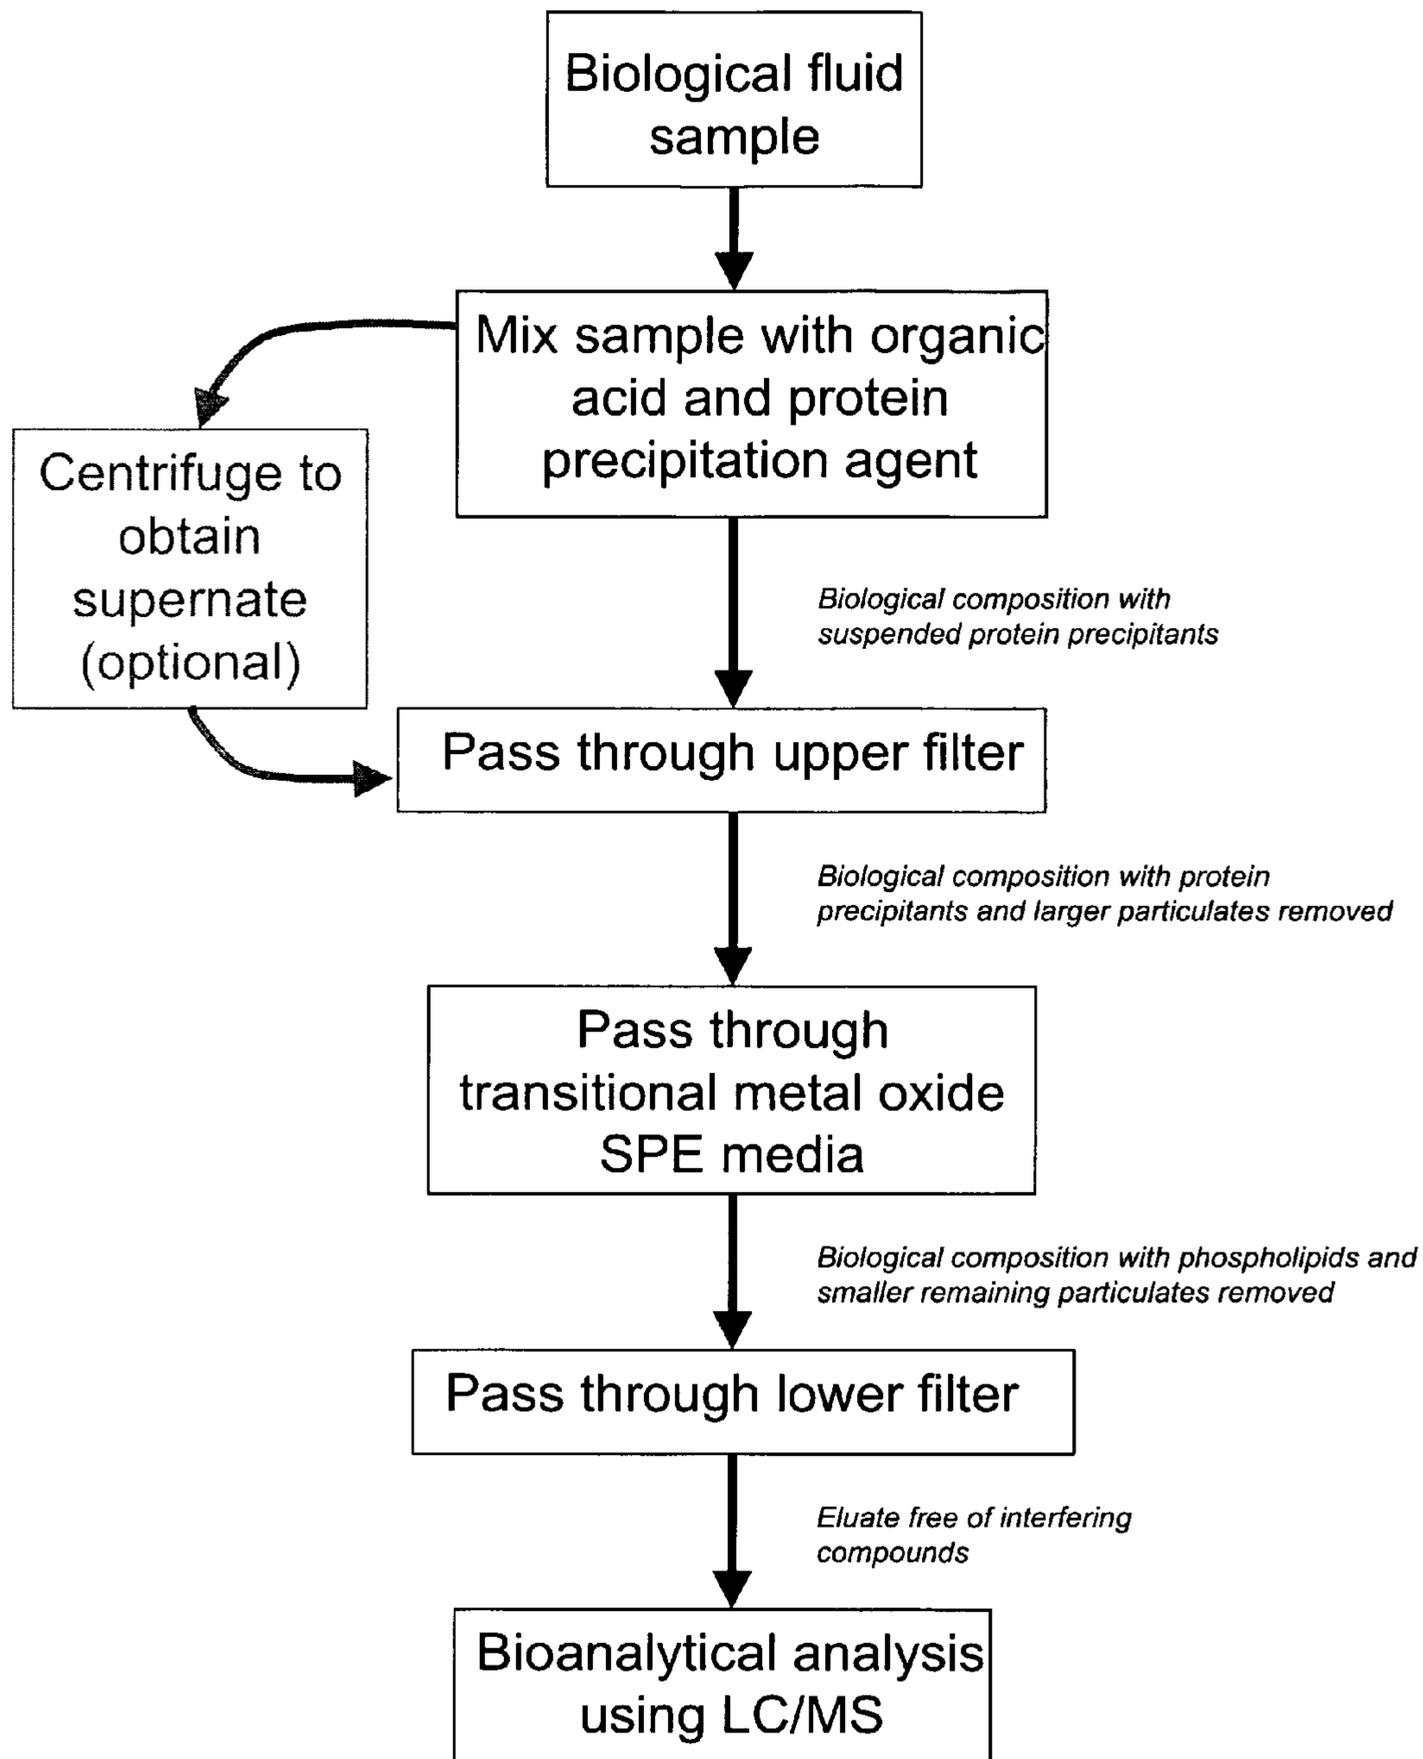 Biological fluid
sample
Mix sample with organic
acid and protein
precipitation agent
Centrifuge to
obtain
supernate
(optional)
Biological composition with
suspended protein precipitants
Pass through upper filter
Biological composition with protein
precipitants and larger particulates removed
Pass through
transitional metal oxide
SPE media
Biological composition with phospholipids and
smaller remaining particulates removed
Pass through lower filter
Eluate free of interfering
compounds
Bioanalytical analysis
using LC/MS